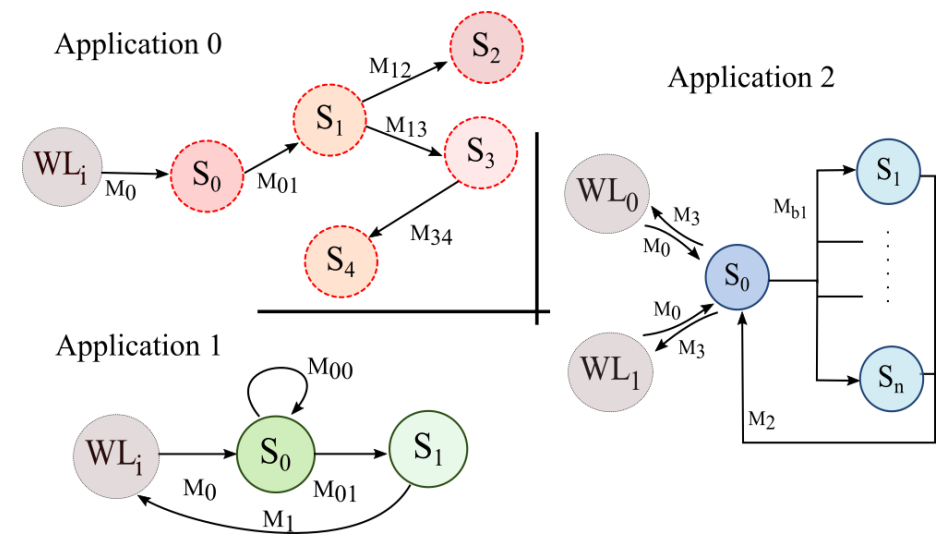 Application 0
WLi
M0
S0
M01
S1
M12
S2
M13
S3
M34
S4
Application 1
WLi
M0
S0
M00
M01
S1
M1
Application 2
WL0
M3
M0
S0
Mb1
S1
WL1
M0
M3
Sn
M2